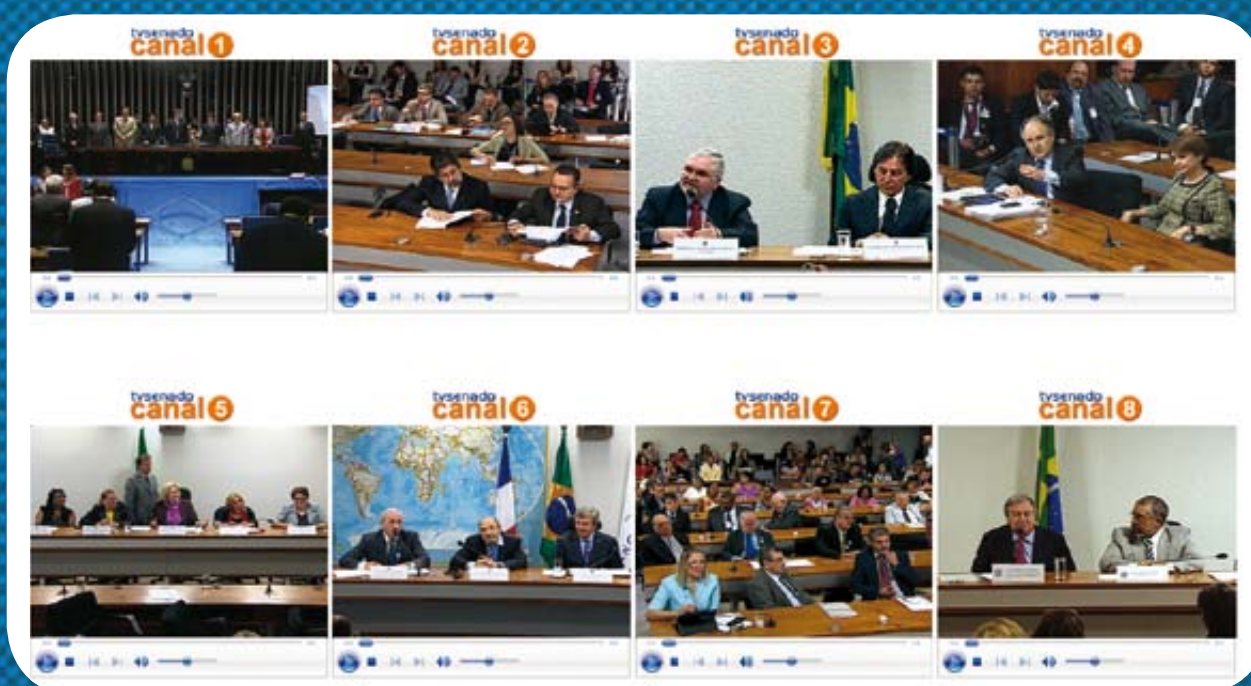 tvsenado
canal 1
tvsenado
canal 2
tvsenado
canal 3
tvsenado
canal 4
tvsenado
canal 5
tvsenado
canal 6
tvsenado
canal 7
tvsenado
canal 8